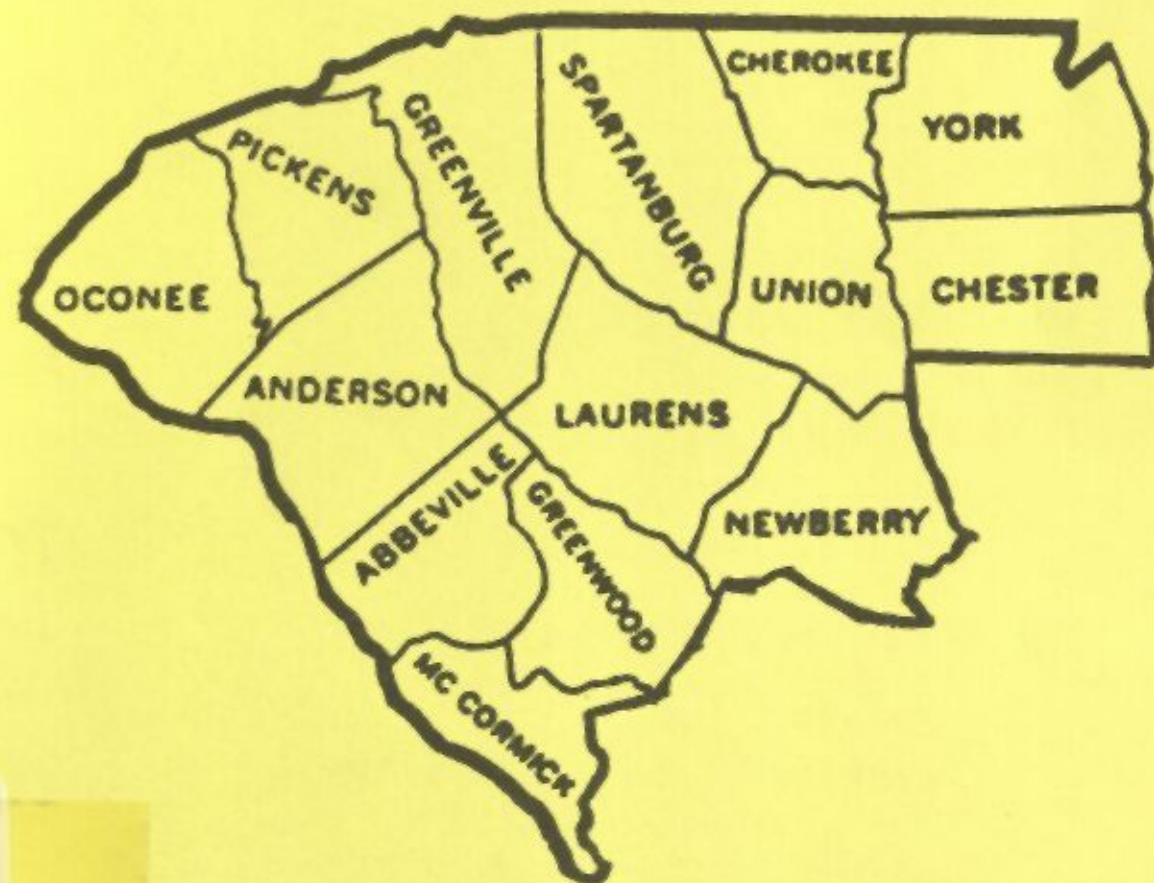 CHEROKEE
SPARTANBURG
GREENVILLE
YORK
PICKENS
OCONEE
UNION
CHESTER
ANDERSON
LAURENS
ABBEVILLE
GREENWOOD
NEWBERRY
MC CORMICK